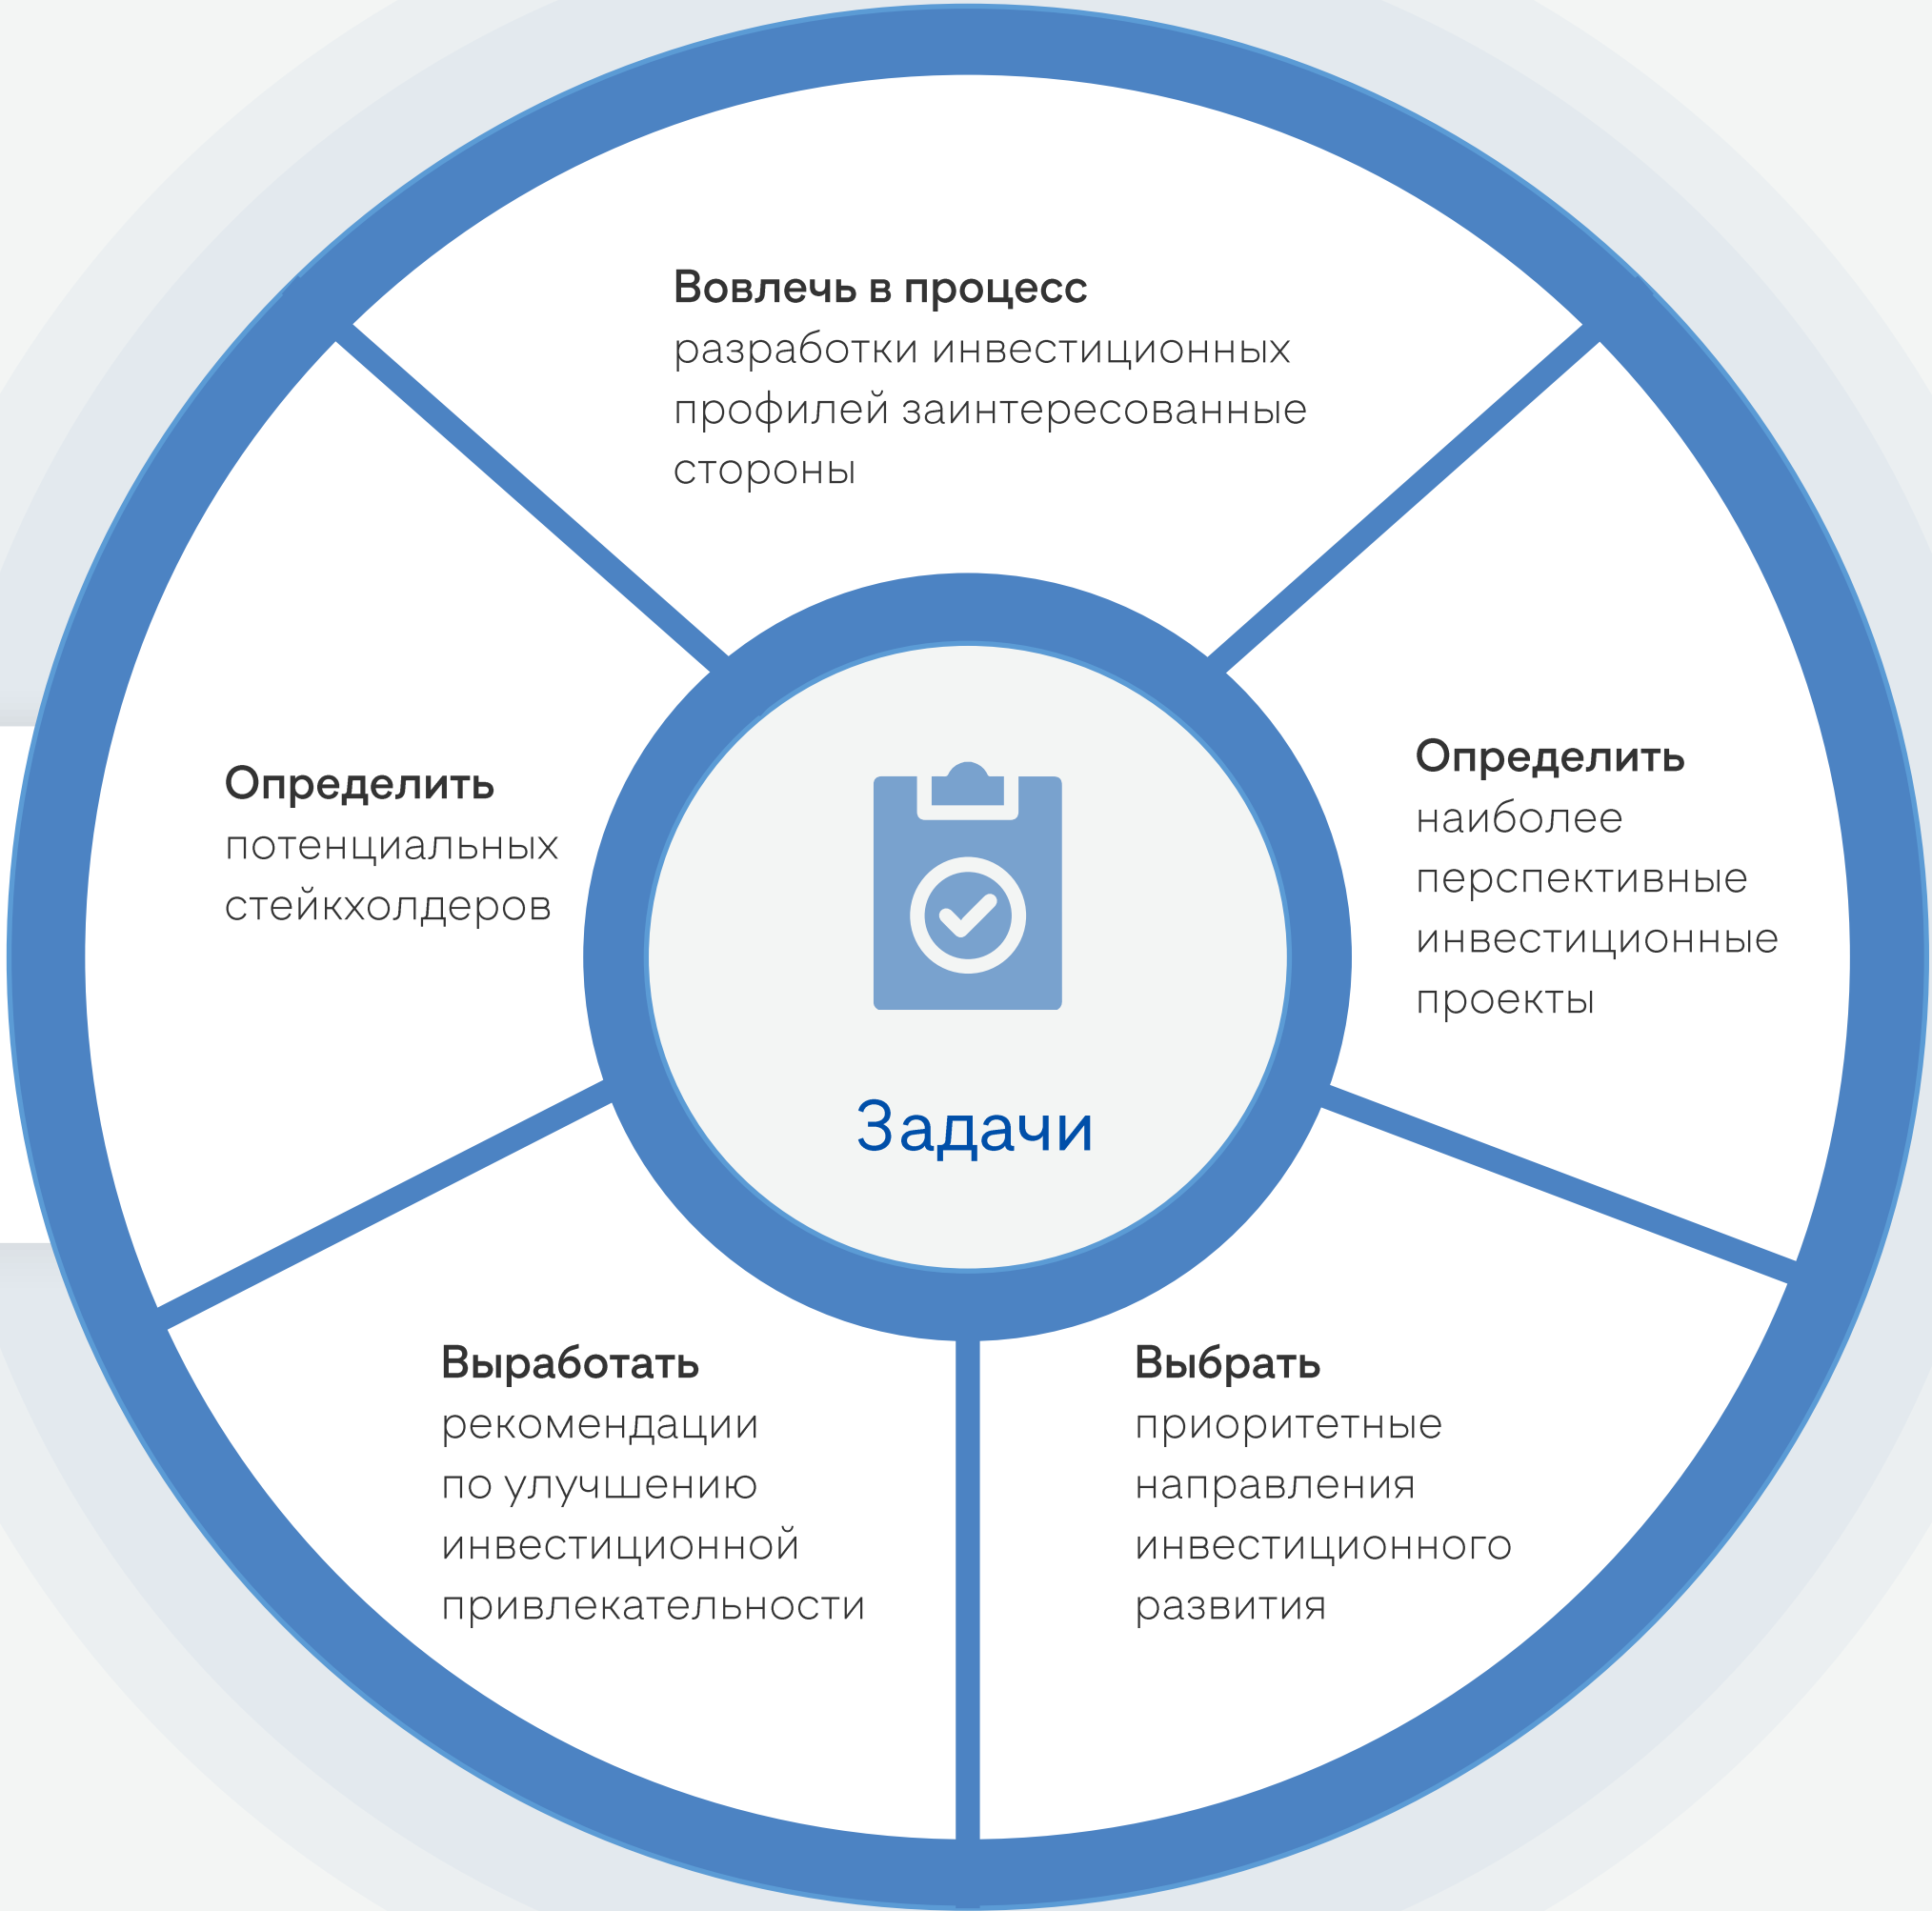 Вовлечь в процесс
разработки инвестиционных
профилей заинтересованные
стороны
Определить
наиболее
перспективные
инвестиционные
проекты
Определить
потенциальных
стейкхолдеров
Задачи
Выработать
рекомендации
по улучшению
инвестиционной
привлекательности
Выбрать
приоритетные
направления
инвестиционного
развития